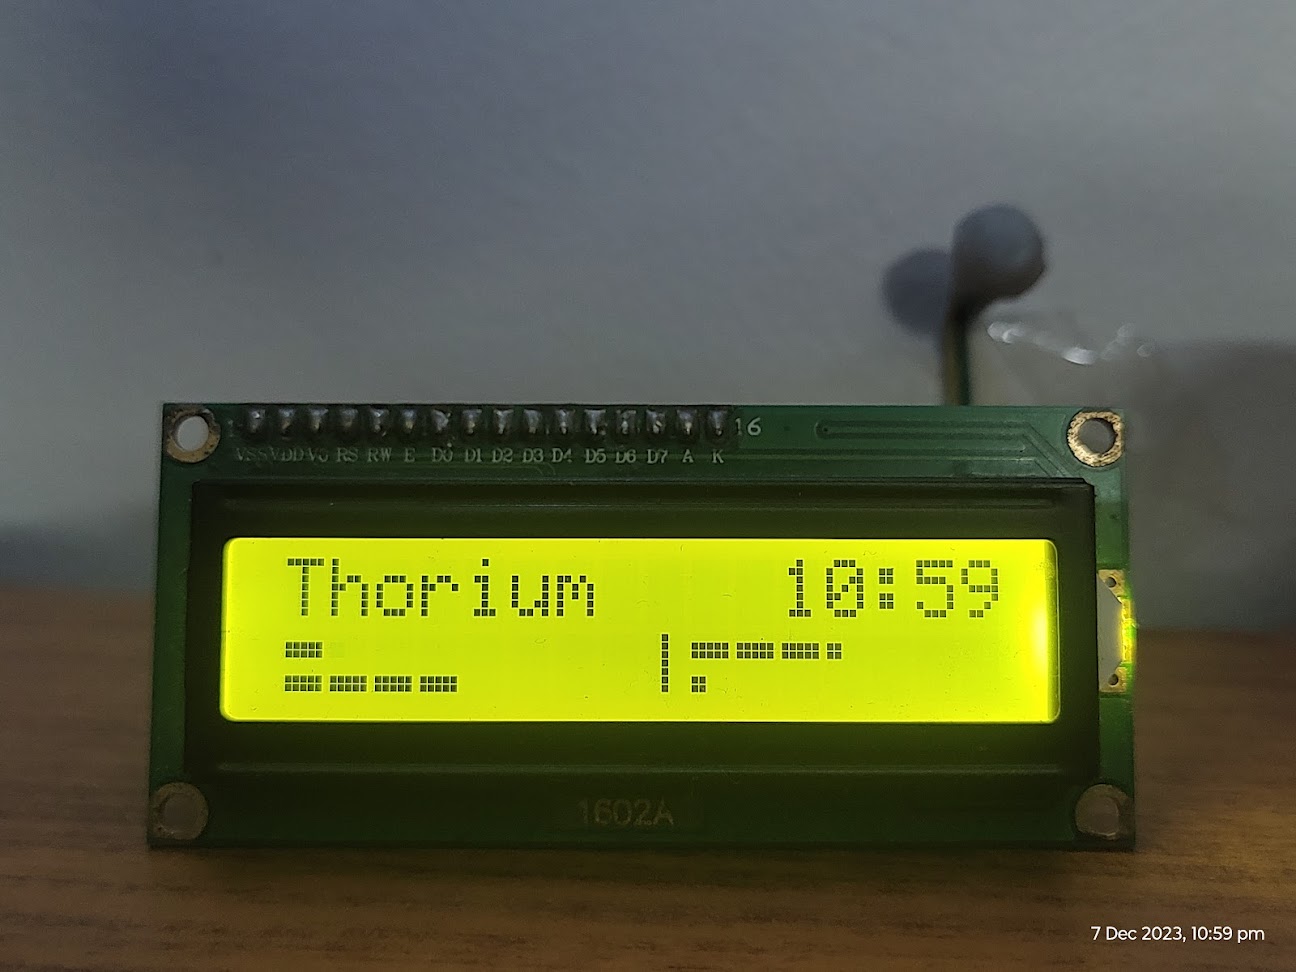 16
VSS VDD V0 RS RW E D0 D1 D2 D3 D4 D5 D6 D7 A K
Thorium 10:59
1602A
7 Dec 2023, 10:59 pm